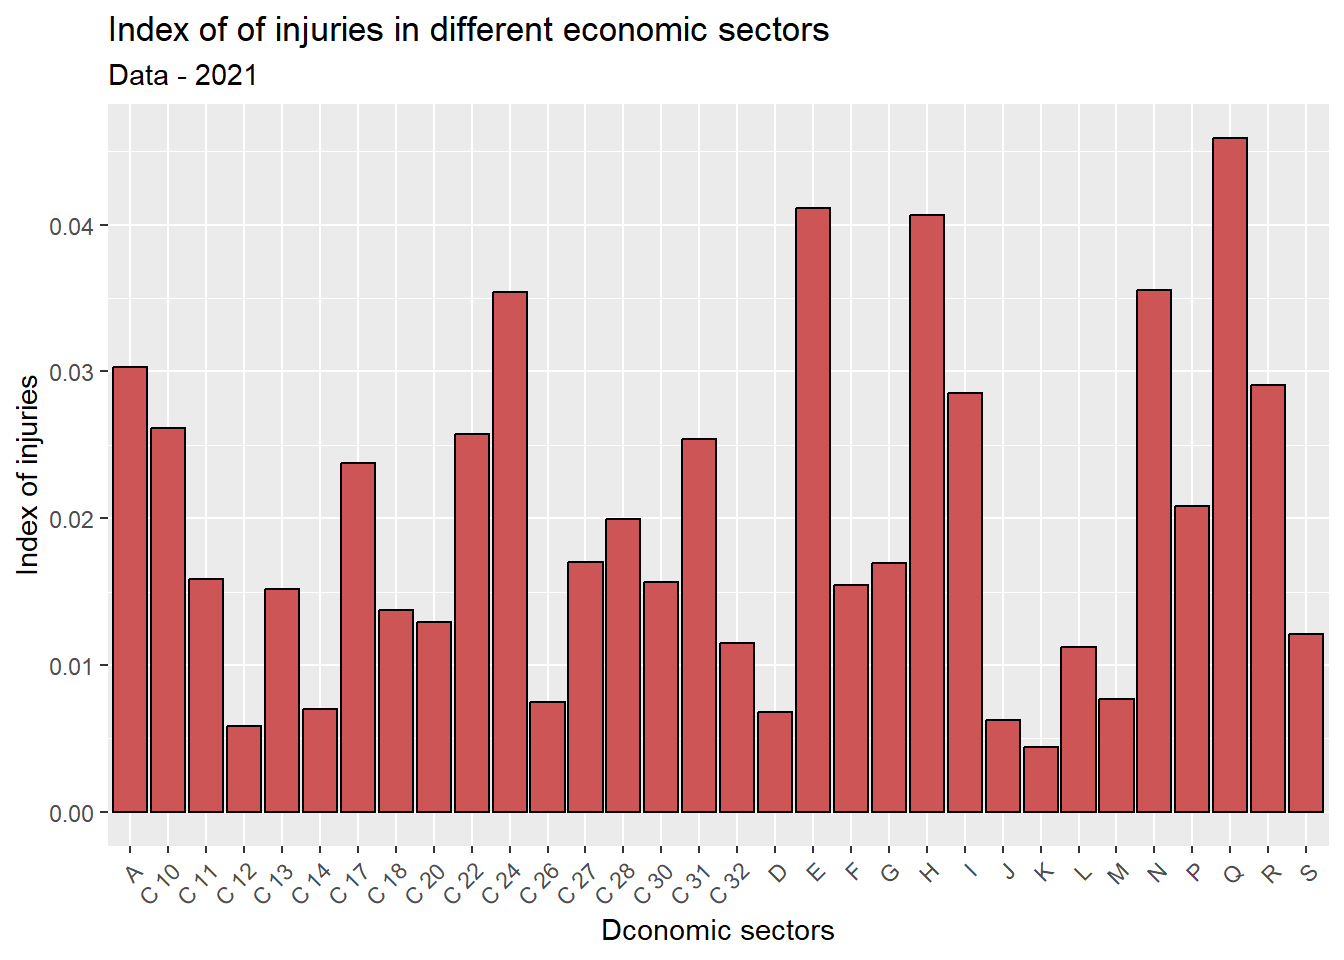 Index of of injuries in different economic sectors
Data - 2021
Index of injuries
0.04
0.03
0.02
0.01
0.00
A C 10 C 11 C 12 C 13 C 14 C 17 C 18 C 20 C 22 C 24 C 26 C 27 C 28 C 30 C 31 C 32 D E F G H I J K L M N P Q R S
Dconomic sectors